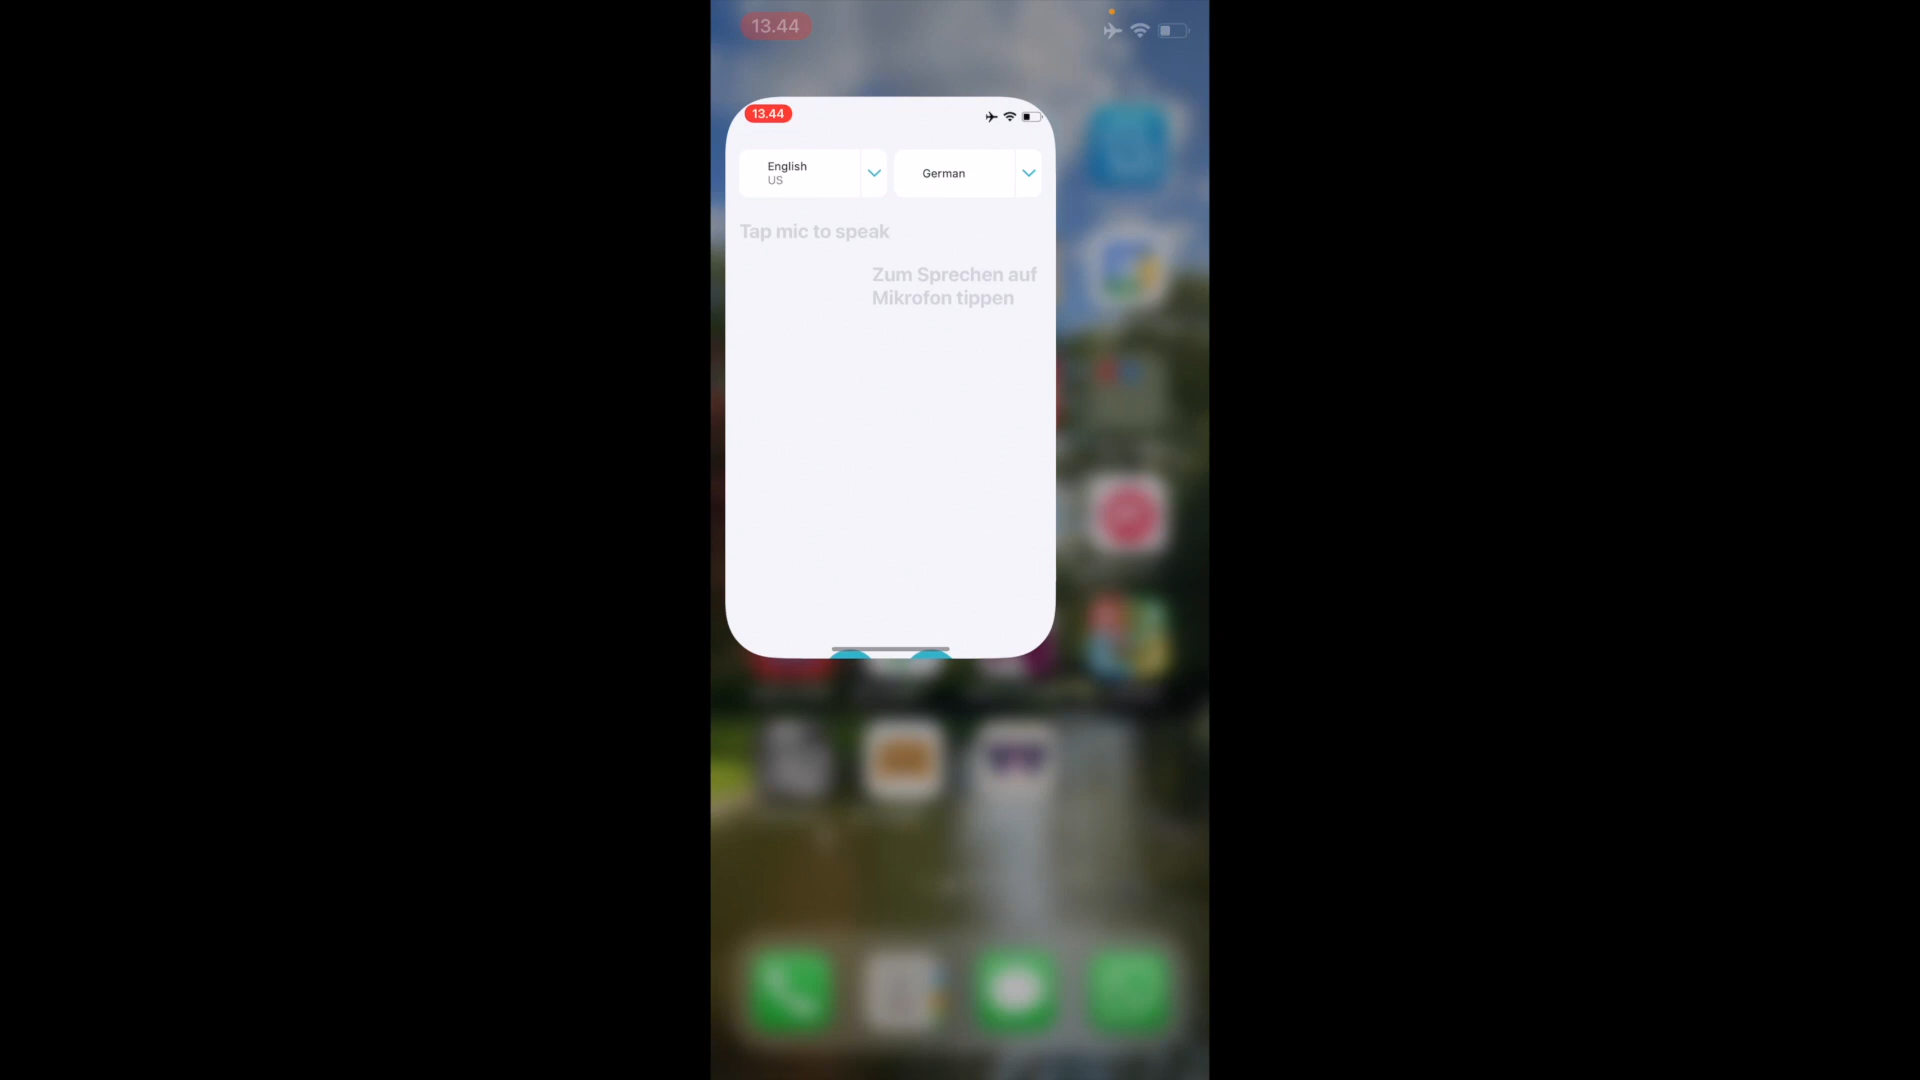 13.44
13.44
English
US
German
Tap mic to speak
Zum Sprechen auf
Mikrofon tippen